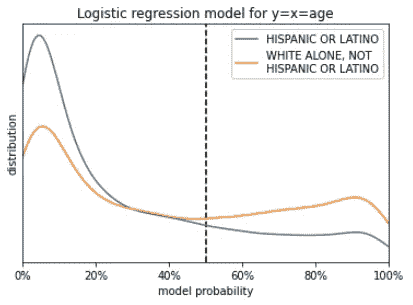 Logistic regression model for y=x=age
HISPANIC OR LATINO
WHITE ALONE, NOT
HISPANIC OR LATINO
distribution
0%
20%
40%
60%
80%
100%
model probability